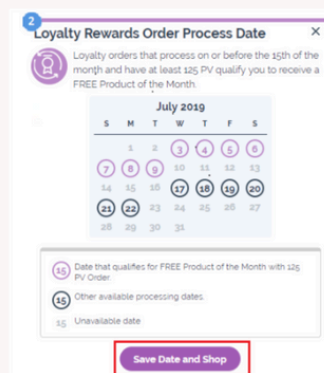 2
Loyalty Rewards Order Process Date
×
Loyalty orders that process on or before the 15th of the
month and have at least 125 PV qualify you to receive a
FREE Product of the Month.
July 2019
S M T W T F S
1 2 3 4 5 6
7 8 9 10 11 12 13
14 15 16 17 18 19 20
21 22 23 24 25 26 27
28 29 30 31
15 Date that qualifies for FREE Product of the Month with 125
PV Order.
15 Other available processing dates.
15 Unavailable date
Save Date and Shop